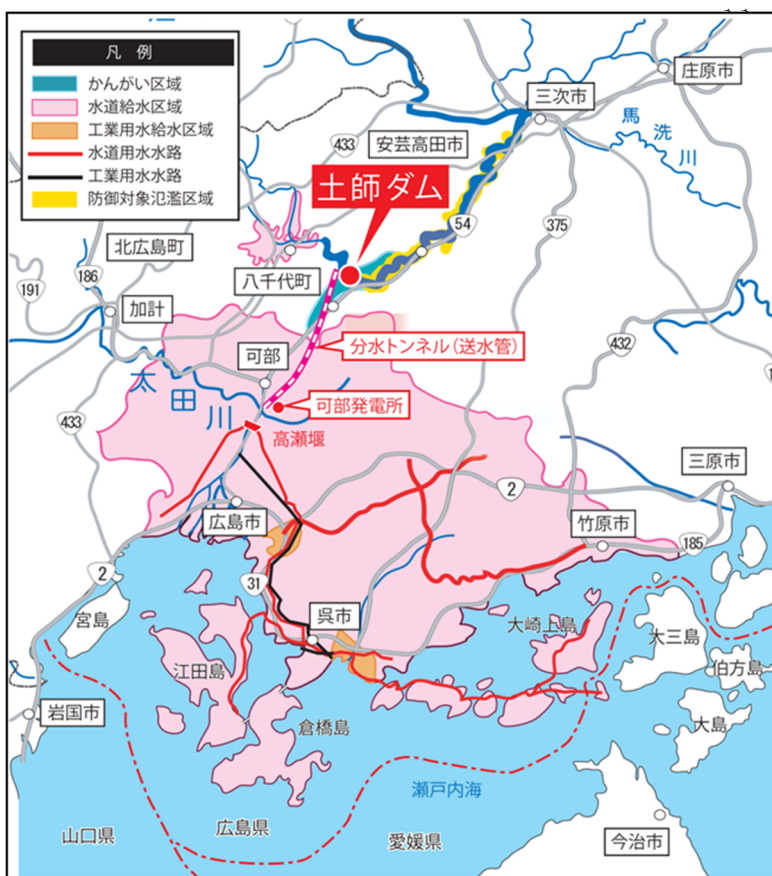 凡 例
かんがい区域
水道給水区域
工業用水給水区域
水道用水水路
工業用水水路
防御対象氾濫区域
庄原市
三次市
馬洗川
433
安芸高田市
土師ダム
54
375
北広島町
186
191
八千代町
加計
分水トンネル(送水管)
432
可部
太田川
可部発電所
433
高瀬堰
2
三原市
広島市
竹原市
185
2
31
宮島
呉市
大崎上島
大三島
江田島
伯方島
岩国市
倉橋島
大島
瀬戸内海
山口県
広島県
愛媛県
今治市